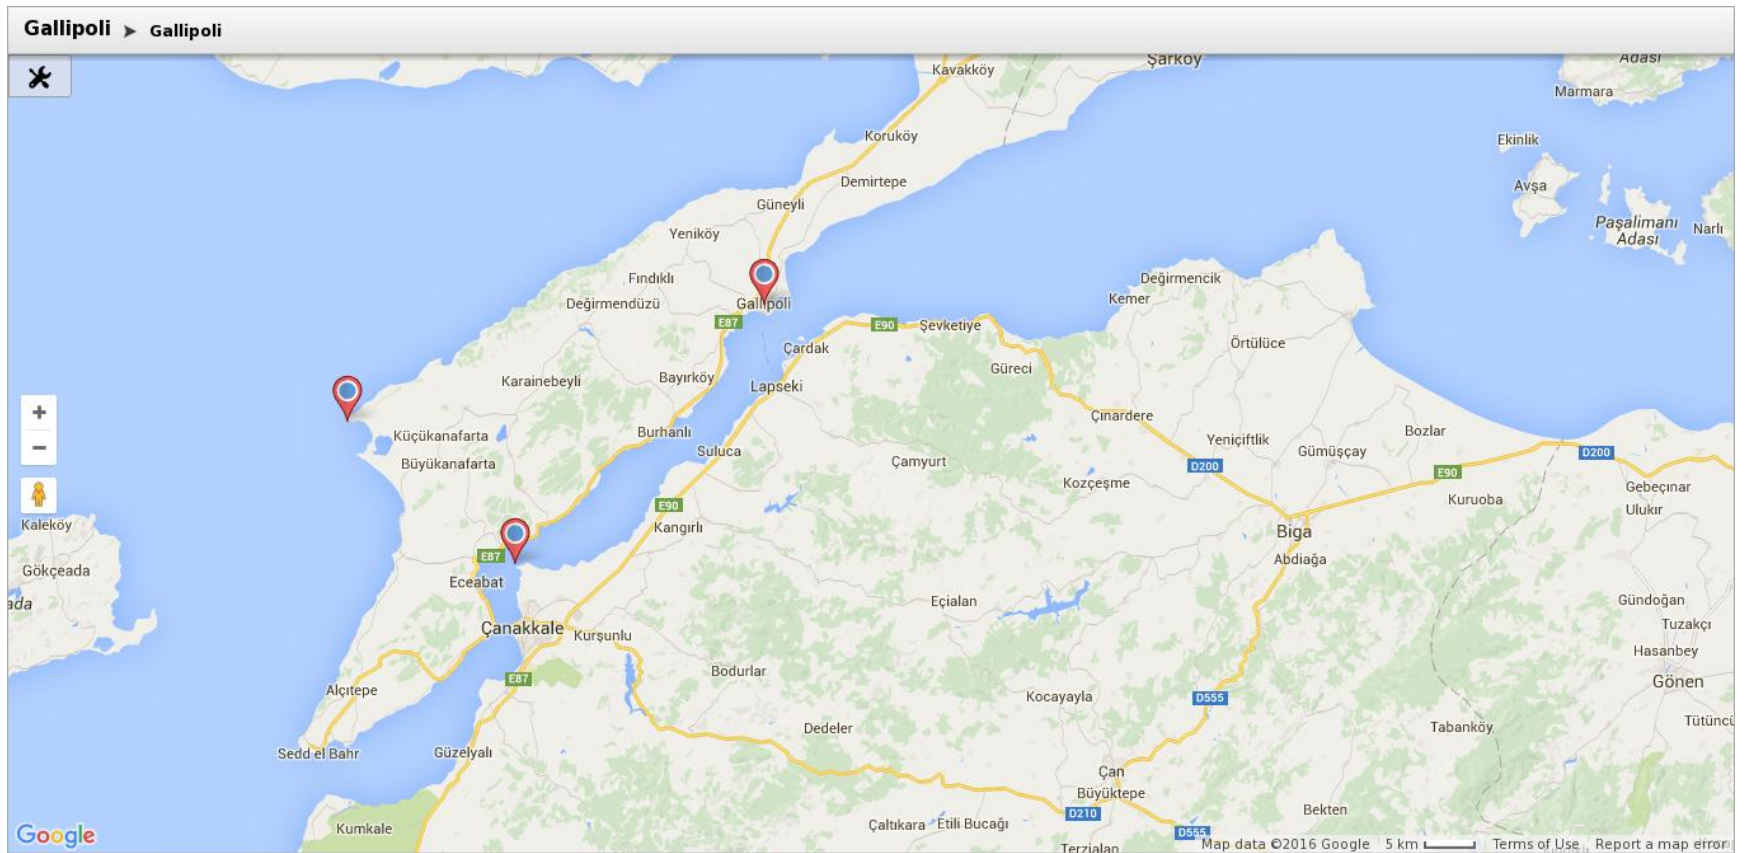 Gallipoli ➤ Gallipoli
Kavakköy
Şarköy
Adası
Marmara
Koruköy
Ekinlik
Demirtepe
Avşa
Güneyli
Paşalimanı
Adası
Narlı
Yeniköy
Fındıklı
Değirmencik
Değirmendüzü
Gallipoli
Kemer
E87
E90
Şevketiye
Örtülüce
Çardak
Güreci
Karainebeyli
Bayırköy
Lapseki
Çınardere
Küçükanafarta
Burhanlı
Bozlar
Yeniçiftlik
Suluca
Gümüşçay
D200
Büyükanafarta
Çamyurt
D200
E90
Kozçeşme
Gebeçınar
Kuruoba
E90
Ulukır
Kaleköy
Kangırlı
Biga
E87
Abdiağa
Gökçeada
Eceabat
ada
Eçialan
Gündoğan
Çanakkale
Kurşunlu
Tuzakçı
Hasanbey
Bodurlar
E87
Gönen
Alçıtepe
Kocayayla
D555
Tütüncü
Dedeler
Tabanköy
Sedd el Bahr
Güzelyalı
Çan
Büyüktepe
Bekten
D210
Kumkale
Çaltıkara
Etili Bucağı
D555
Google
Terzialan
Map data ©2016 Google
5 km
Terms of Use
Report a map error